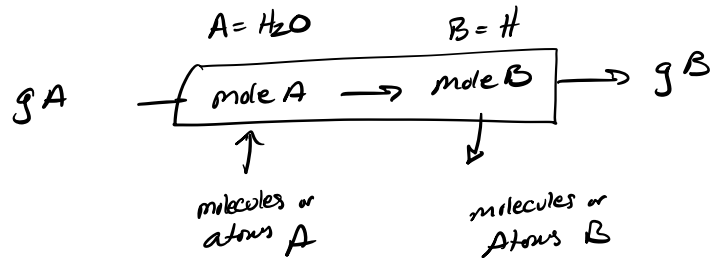 A = H2O
B = H
g A
mole A
mole B
g B
molecules or
atoms A
molecules or
Atoms B